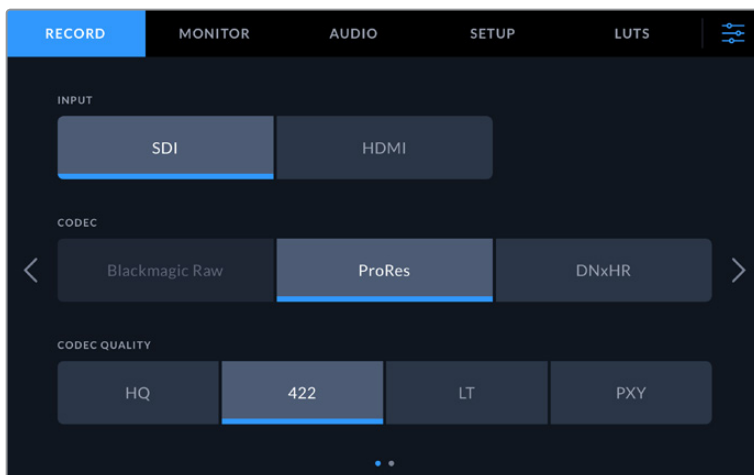 RECORD MONITOR AUDIO SETUP LUTS
INPUT
SDI HDMI
CODEC
Blackmagic Raw ProRes DNxHR
CODEC QUALITY
HQ 422 LT PXY